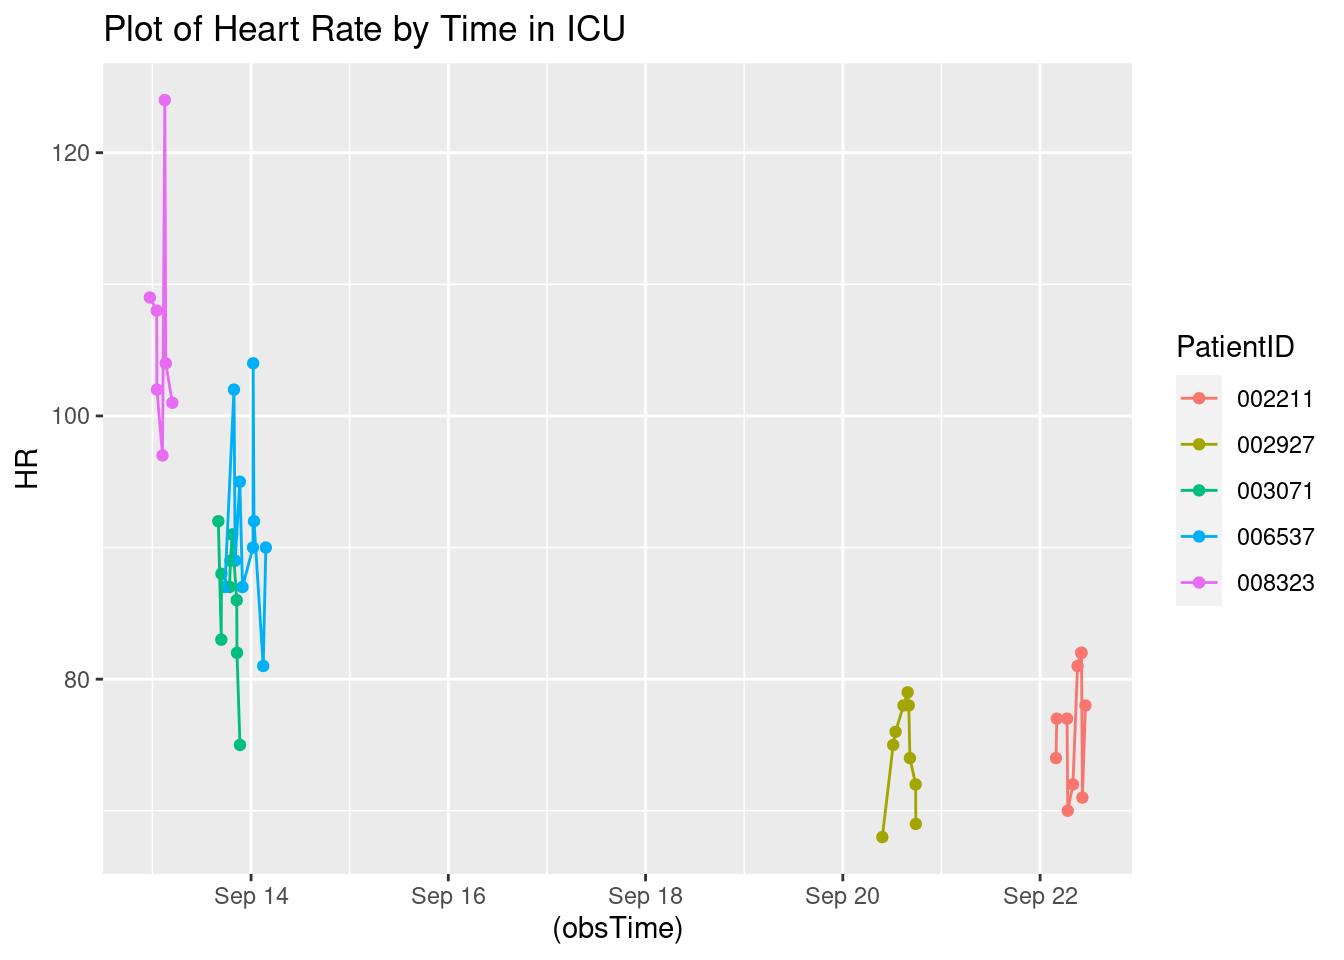 Plot of Heart Rate by Time in ICU
120
100
80
HR
Sep 14
Sep 16
Sep 18
Sep 20
Sep 22
(obsTime)
PatientID
002211
002927
003071
006537
008323